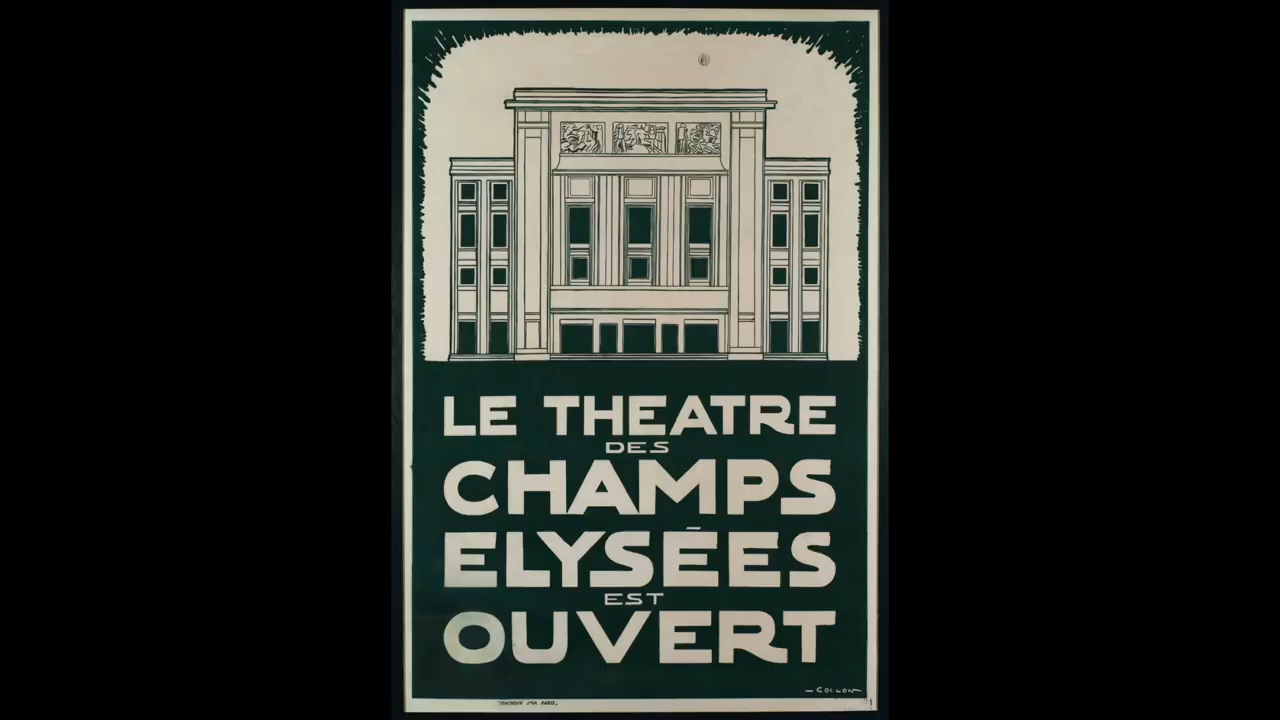 LE THEATRE
DES
CHAMPS
ELYSÉES
EST
OUVERT